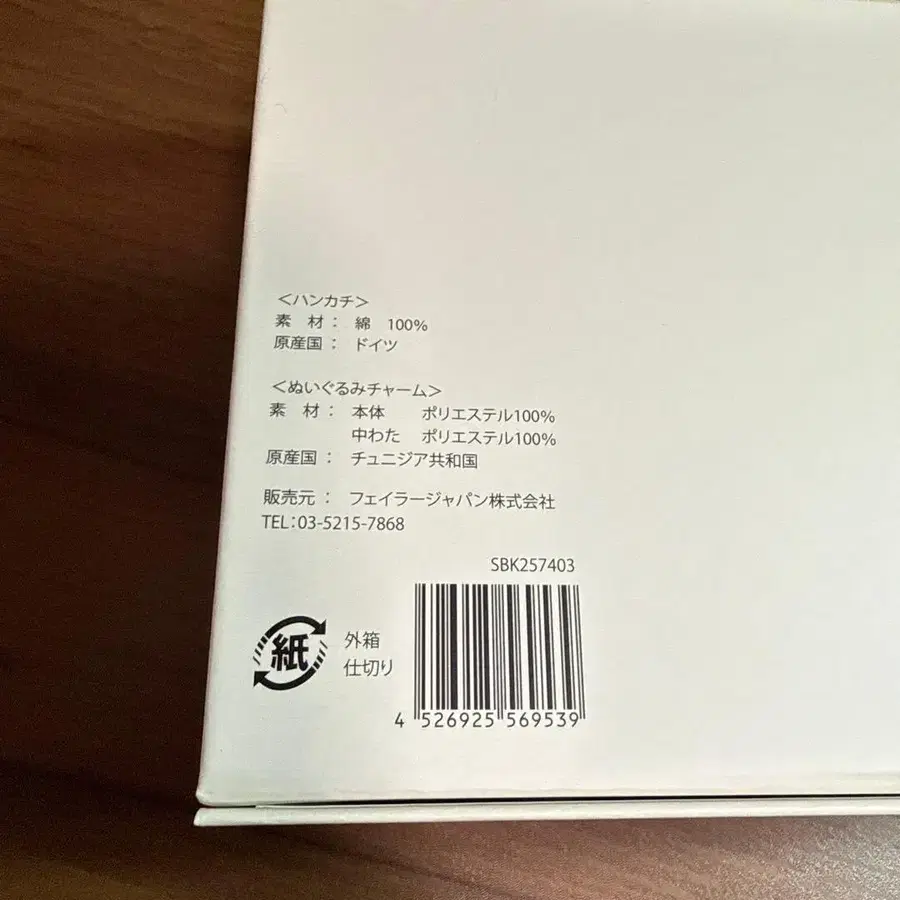 ＜ハンカチ＞
素　材： 綿　100%
原産国： ドイツ
＜ぬいぐるみチャーム＞
素　材： 本体　ポリエステル100%
中わた　ポリエステル100%
原産国： チュニジア共和国
販売元： フェイラージャパン株式会社
TEL：03-5215-7868
SBK257403
紙
外箱
仕切り
4 526925 569539